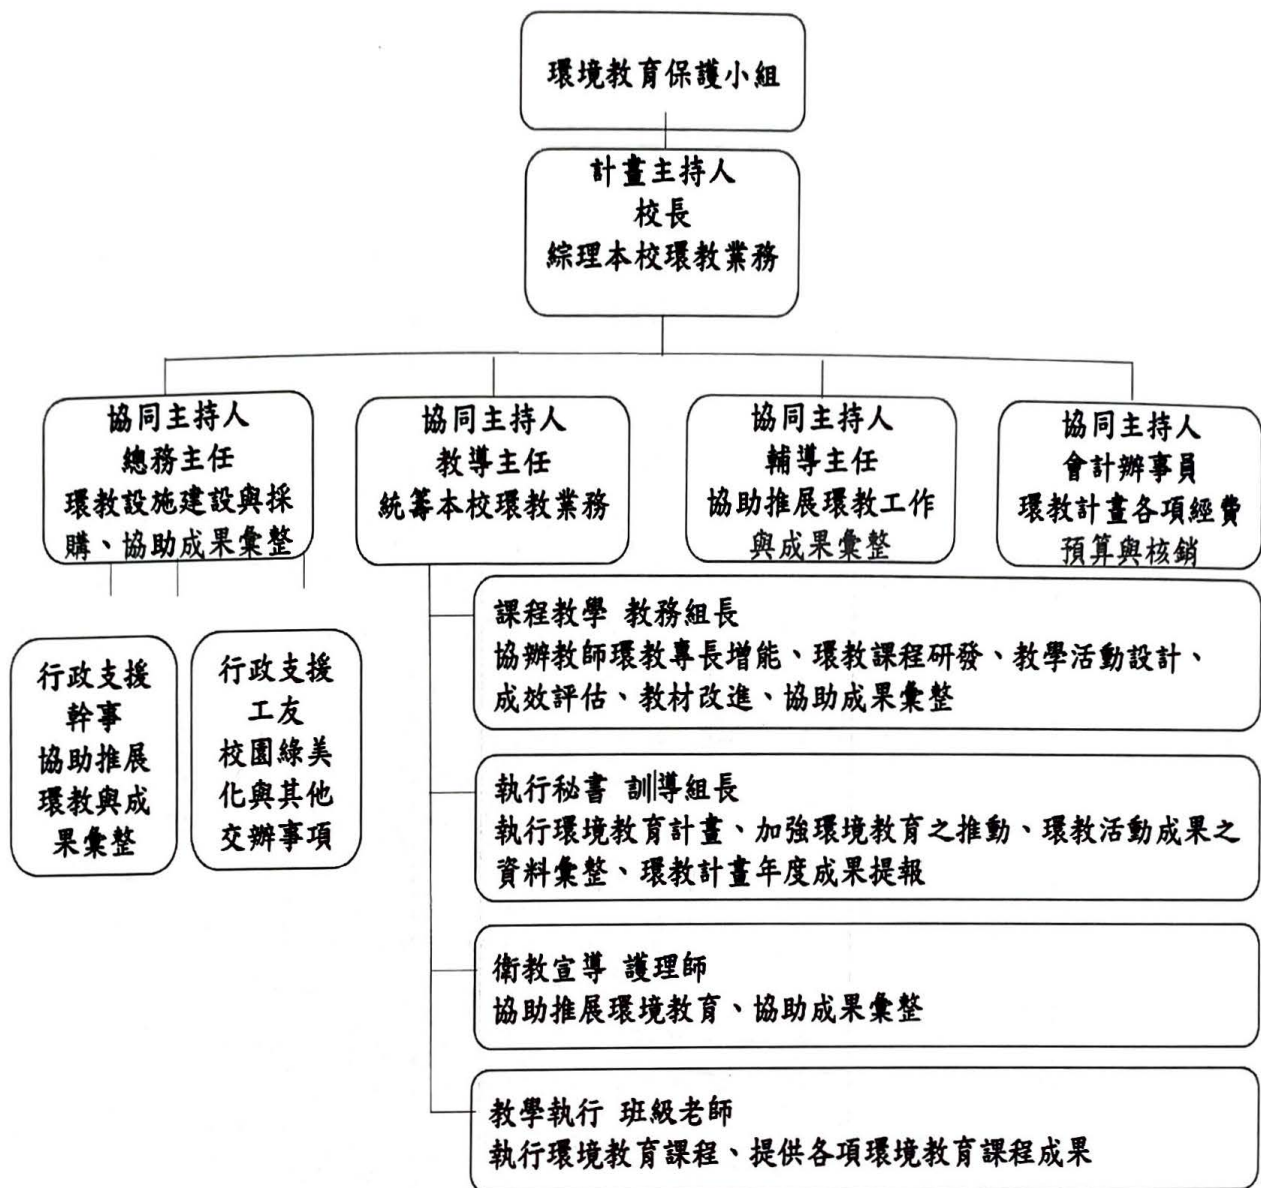 環境教育保護小組
計畫主持人
校長
綜理本校環教業務
協同主持人
總務主任
環教設施建設與採
購、協助成果彙整
協同主持人
教導主任
統籌本校環教業務
協同主持人
輔導主任
協助推展環教工作
與成果彙整
協同主持人
會計辦事員
環教計畫各項經費
預算與核銷
行政支援
幹事
協助推展
環教與成
果彙整
行政支援
工友
校園綠美
化與其他
交辦事項
課程教學 教務組長
協辦教師環教專長增能、環教課程研發、教學活動設計、
成效評估、教材改進、協助成果彙整
執行秘書 訓導組長
執行環境教育計畫、加強環境教育之推動、環教活動成果之
資料彙整、環教計畫年度成果提報
衛教宣導 護理師
協助推展環境教育、協助成果彙整
教學執行 班級老師
執行環境教育課程、提供各項環境教育課程成果